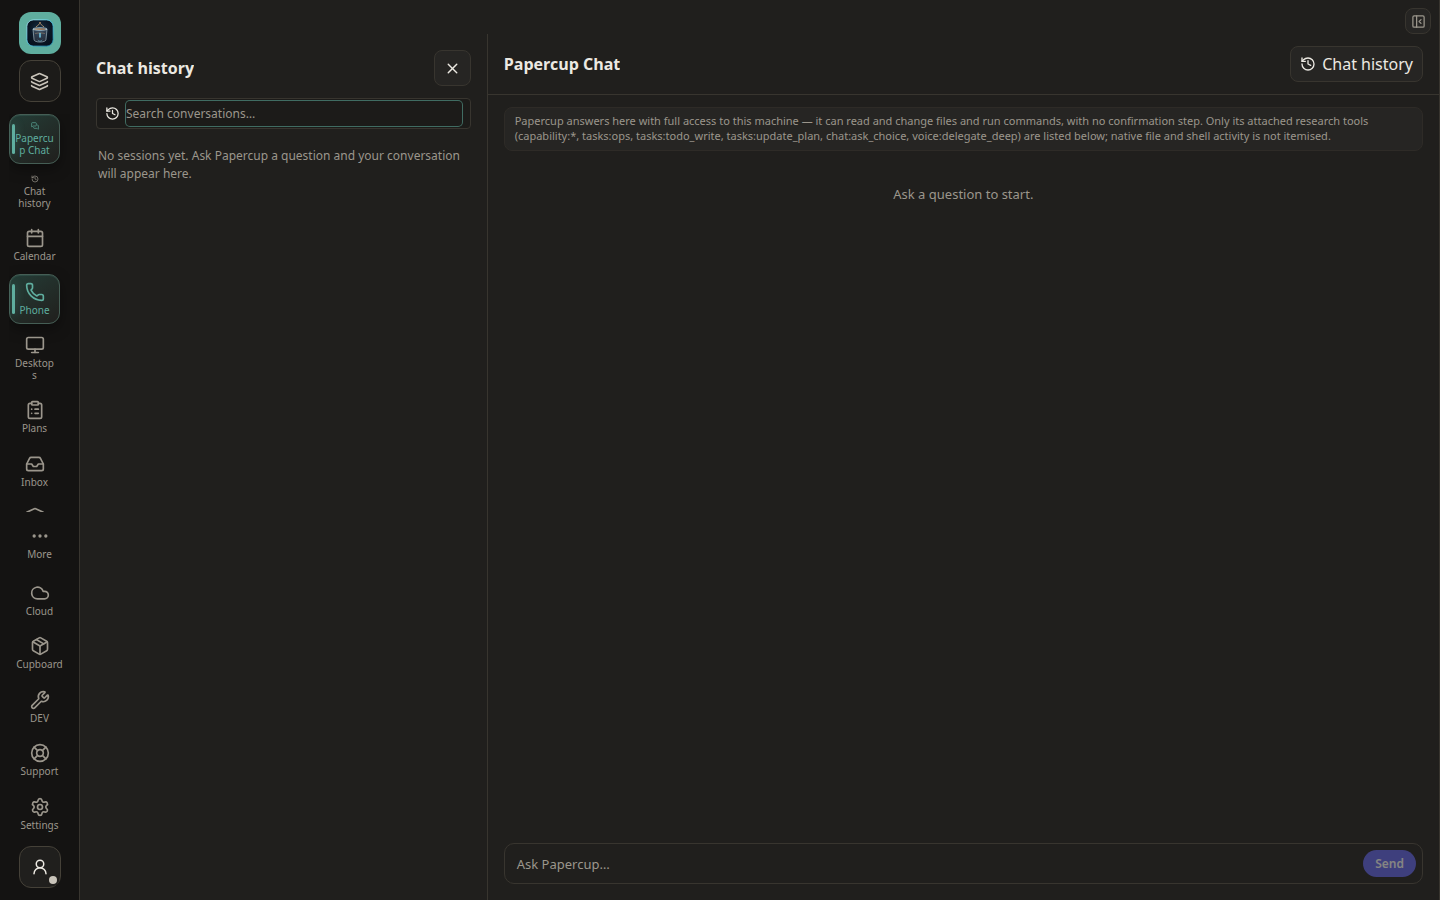 Papercu
p Chat
Chat
history
Calendar
Phone
Desktop
s
Plans
Inbox
More
Cloud
Cupboard
DEV
Support
Settings
Chat history
Search conversations...
No sessions yet. Ask Papercup a question and your conversation
will appear here.
Papercup Chat
Chat history
Papercup answers here with full access to this machine — it can read and change files and run commands, with no confirmation step. Only its attached research tools
(capability:*, tasks:ops, tasks:todo_write, tasks:update_plan, chat:ask_choice, voice:delegate_deep) are listed below; native file and shell activity is not itemised.
Ask a question to start.
Ask Papercup...
Send